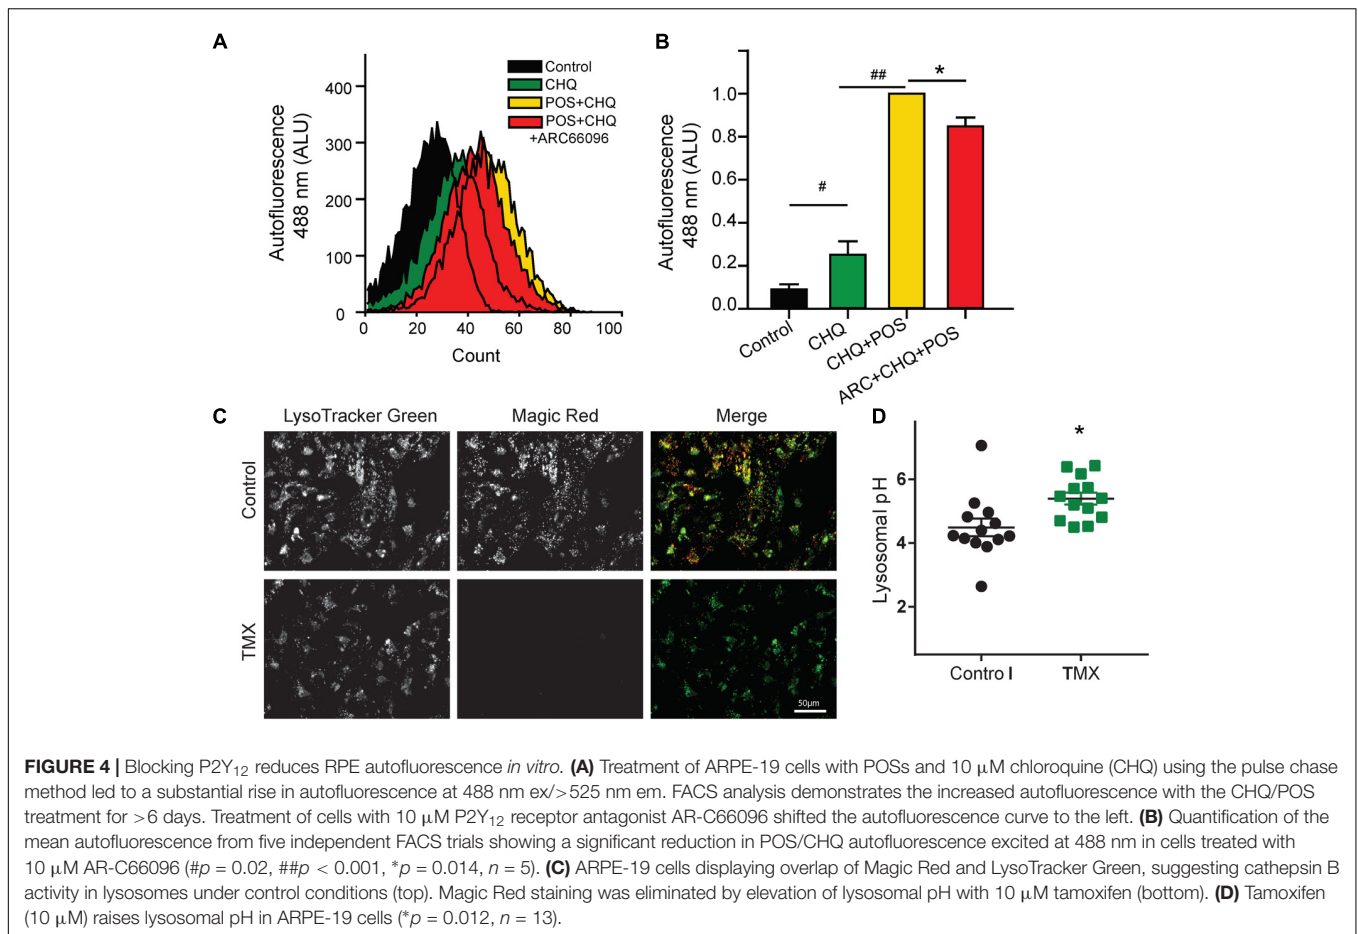 A
Control
CHQ
POS+CHQ
POS+CHQ
+ARC66096
Autofluorescence
488 nm (ALU)
400
300
200
100
0
0 20 40 60 80 100
Count
B
Autofluorescence
488 nm (ALU)
1.0
0.8
0.6
0.4
0.2
0.0
#
##
*
Control
CHQ
CHQ+POS
ARC+CHQ+POS
C
LysoTracker Green Magic Red Merge
Control
TMX
50µm
D
*
Lysosomal pH
6
4
2
Contro l TMX
FIGURE 4 | Blocking P2Y₁₂ reduces RPE autofluorescence in vitro. (A) Treatment of ARPE-19 cells with POSs and 10 µM chloroquine (CHQ) using the pulse chase
method led to a substantial rise in autofluorescence at 488 nm ex/>525 nm em. FACS analysis demonstrates the increased autofluorescence with the CHQ/POS
treatment for >6 days. Treatment of cells with 10 µM P2Y₁₂ receptor antagonist AR-C66096 shifted the autofluorescence curve to the left. (B) Quantification of the
mean autofluorescence from five independent FACS trials showing a significant reduction in POS/CHQ autofluorescence excited at 488 nm in cells treated with
10 µM AR-C66096 (#p = 0.02, ##p < 0.001, *p = 0.014, n = 5). (C) ARPE-19 cells displaying overlap of Magic Red and LysoTracker Green, suggesting cathepsin B
activity in lysosomes under control conditions (top). Magic Red staining was eliminated by elevation of lysosomal pH with 10 µM tamoxifen (bottom). (D) Tamoxifen
(10 µM) raises lysosomal pH in ARPE-19 cells (*p = 0.012, n = 13).